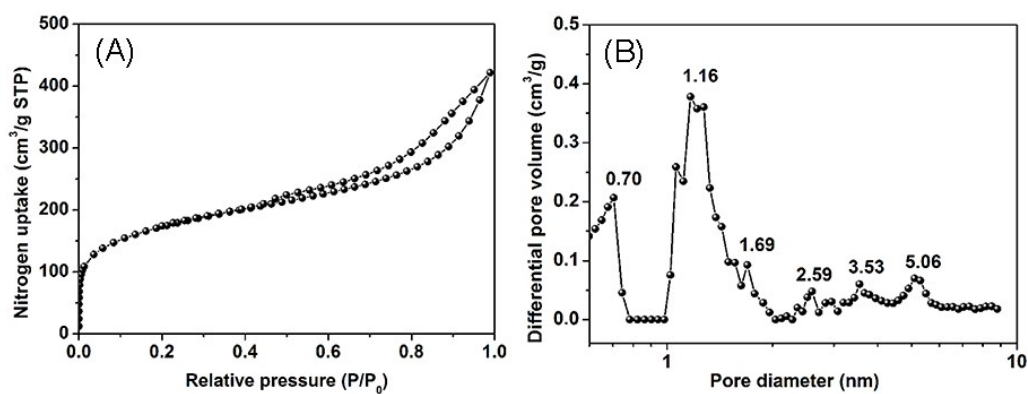 (A)
Nitrogen uptake (cm³/g STP)
500
400
300
200
100
0
0.0 0.2 0.4 0.6 0.8 1.0
Relative pressure (P/P₀)
(B)
Differential pore volume (cm³/g)
0.5
0.4
0.3
0.2
0.1
0.0
0.70
1.16
1.69
2.59
3.53
5.06
1 10
Pore diameter (nm)